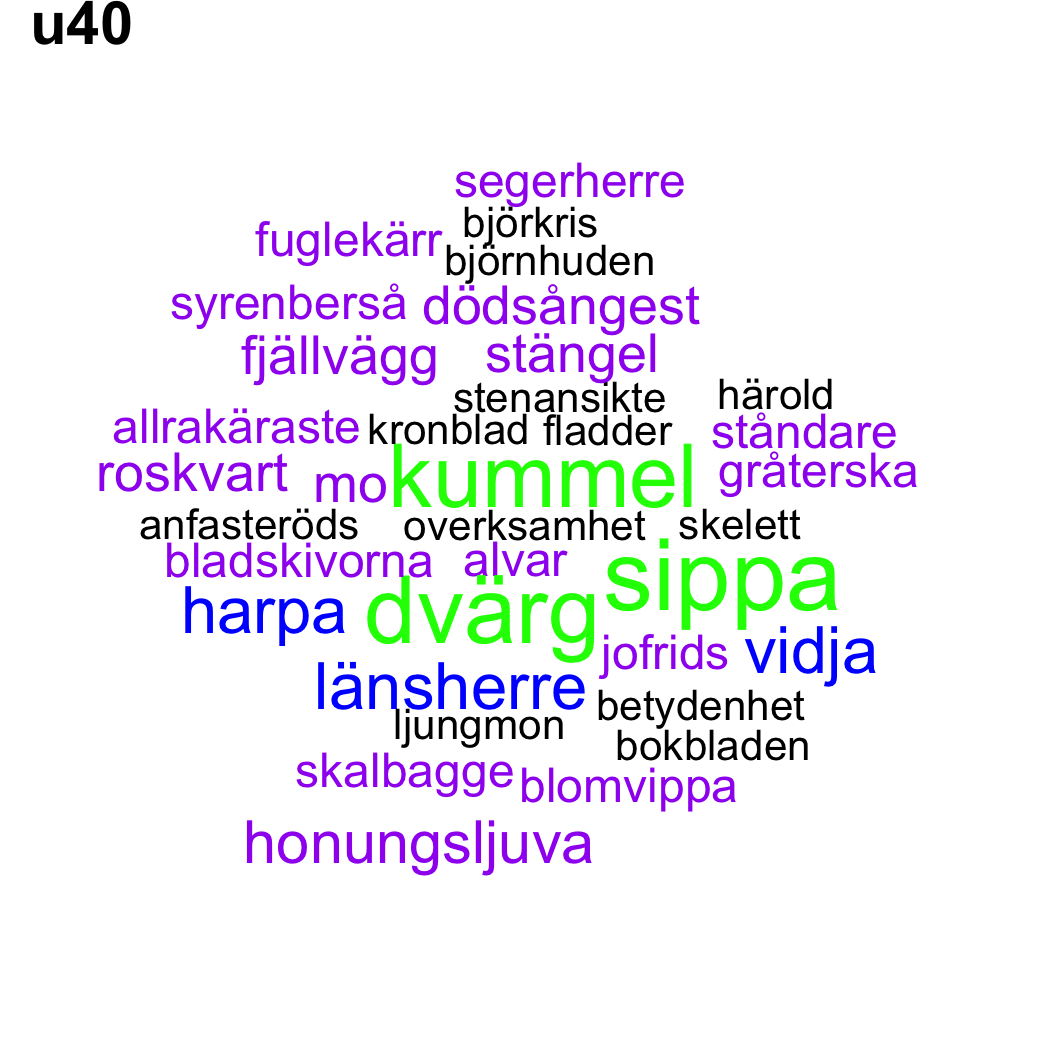 u40
segerherre
björkris
fuglekärr
björnhuden
syrenberså dödsångest
fjällvägg stängel
stenansikte härold
allrakäraste kronblad fladder ståndare
roskvart mo kummel gråterska
anfasteröds overksamhet skelett
bladskivorna alvar sippa
harpa dvärg
jofrids vidja
länsherre betydenhet
ljungmon bokbladen
skalbagge blomvippa
honungsljuva